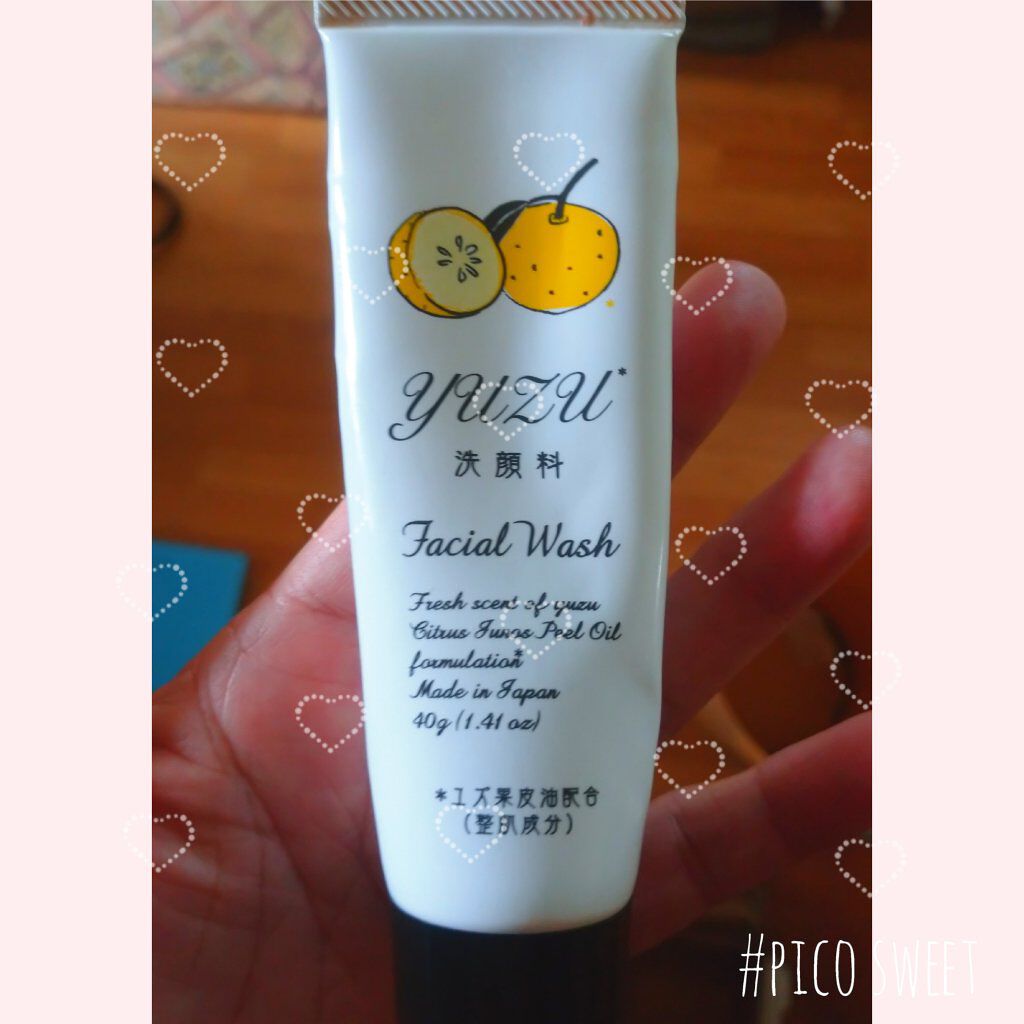 YUZU*
洗顔料
Facial Wash
Fresh scent of yuzu
Citrus Junos Peel Oil
formulation*
Made in Japan
40g (1.41 oz)
*ユズ果皮油配合
(整肌成分)
#PICO SWEET